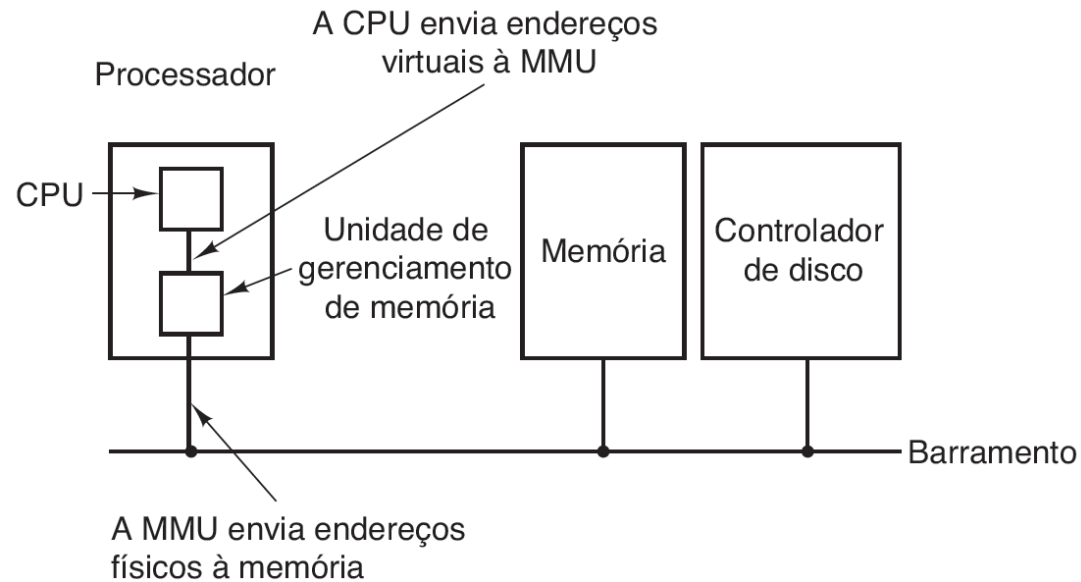 A CPU envia endereços
virtuais à MMU
Processador
CPU
Unidade de
gerenciamento
de memória
Memória
Controlador
de disco
Barramento
A MMU envia endereços
físicos à memória